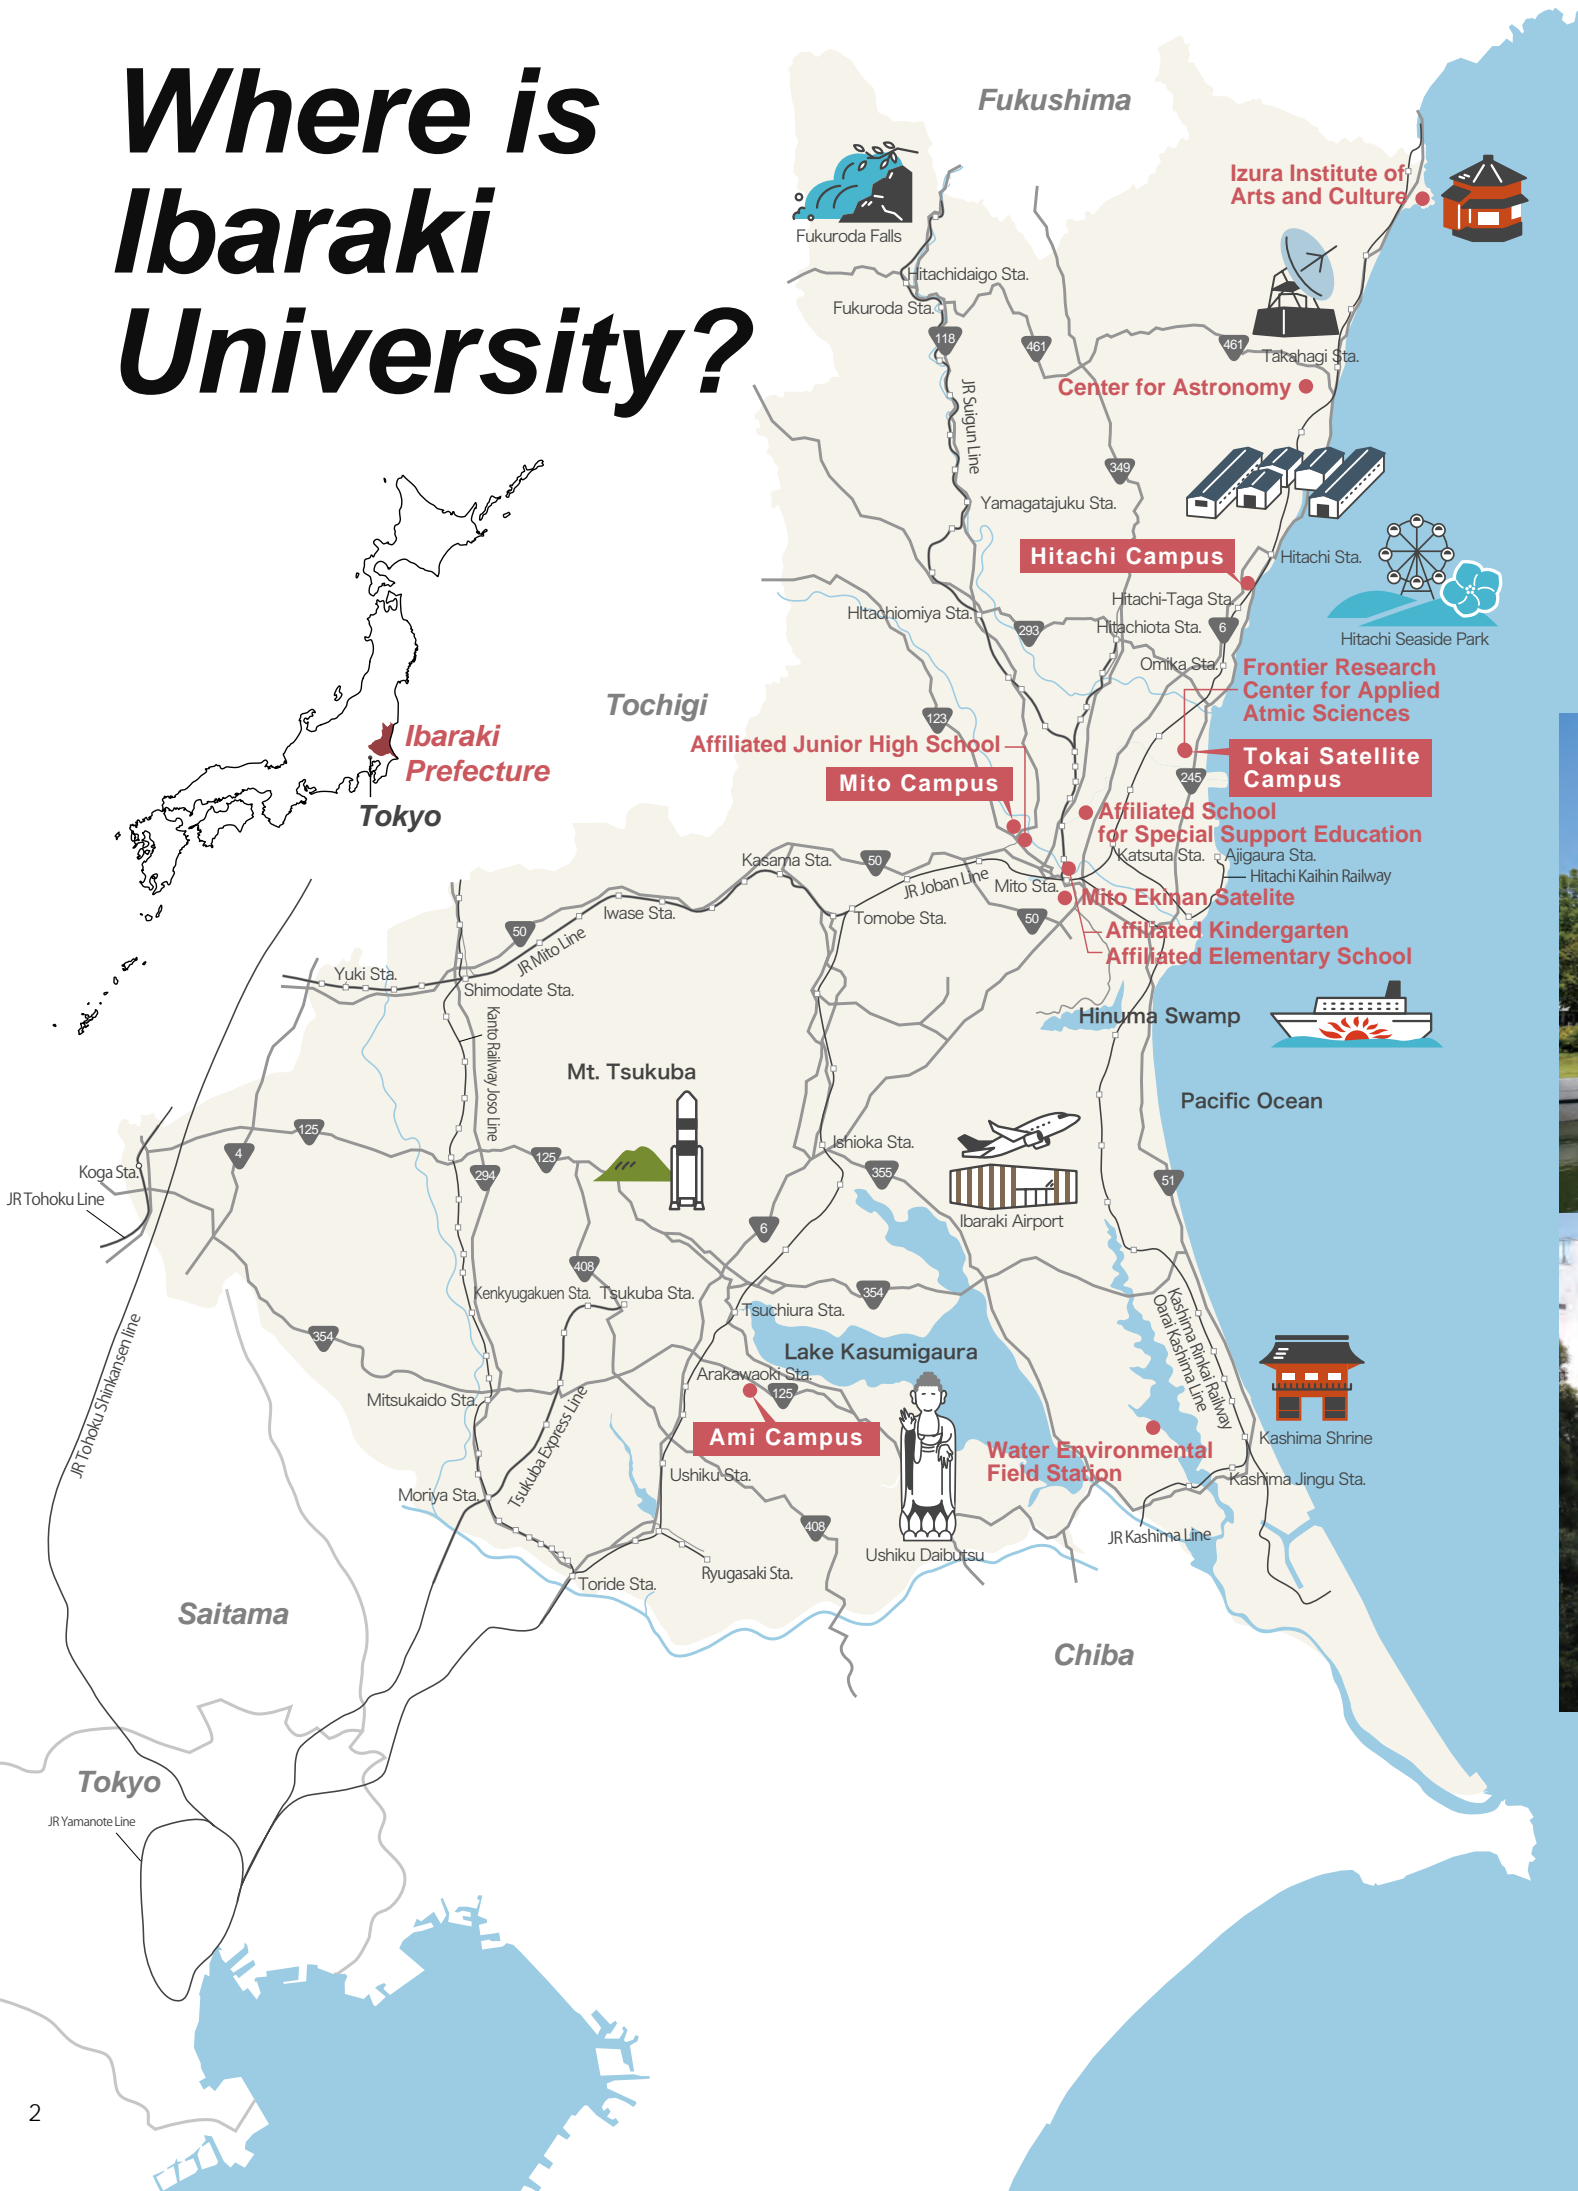 Where is
Ibaraki
University?
Fukushima
Izura Institute of
Arts and Culture
Fukuroda Falls
Hitachidaigo Sta.
Fukuroda Sta.
118
461
461
Takahagi Sta.
Center for Astronomy
JR Suigun Line
349
Yamagatajuku Sta.
Hitachi Campus
Hitachi Sta.
Hitachi-Taga Sta.
HItachiomiya Sta.
293
Hitachiota Sta.
6
Hitachi Seaside Park
Omika Sta.
Frontier Research
Center for Applied
Atmic Sciences
Tochigi
123
Ibaraki
Prefecture
Tokyo
Affiliated Junior High School
Mito Campus
Tokai Satellite
Campus
245
Affiliated School
for Special Support Education
Kasama Sta.
50
Katsuta Sta.
Ajigaura Sta.
Hitachi Kaihin Railway
JR Joban Line
Mito Sta.
Mito Ekinan Satelite
Iwase Sta.
Tomobe Sta.
50
50
Affiliated Kindergarten
Affiliated Elementary School
JR Mito Line
Yuki Sta.
Shimodate Sta.
Kanto Railway Joso Line
Hinuma Swamp
Mt. Tsukuba
Pacific Ocean
125
4
125
294
Ishioka Sta.
355
51
Koga Sta.
JR Tohoku Line
Ibaraki Airport
6
408
Kenkyugakuen Sta.
Tsukuba Sta.
354
Tsuchiura Sta.
354
JR Tohoku Shinkansen line
Lake Kasumigaura
Kashima Rinkai Railway
Oarai Kashima Line
Arakawaoki Sta.
125
Mitsukaido Sta.
Tsukuba Express Line
Ami Campus
Kashima Shrine
Water Environmental
Field Station
Ushiku Sta.
Kashima Jingu Sta.
Moriya Sta.
408
JR Kashima Line
Ushiku Daibutsu
Toride Sta.
Ryugasaki Sta.
Saitama
Chiba
Tokyo
JR Yamanote Line
2